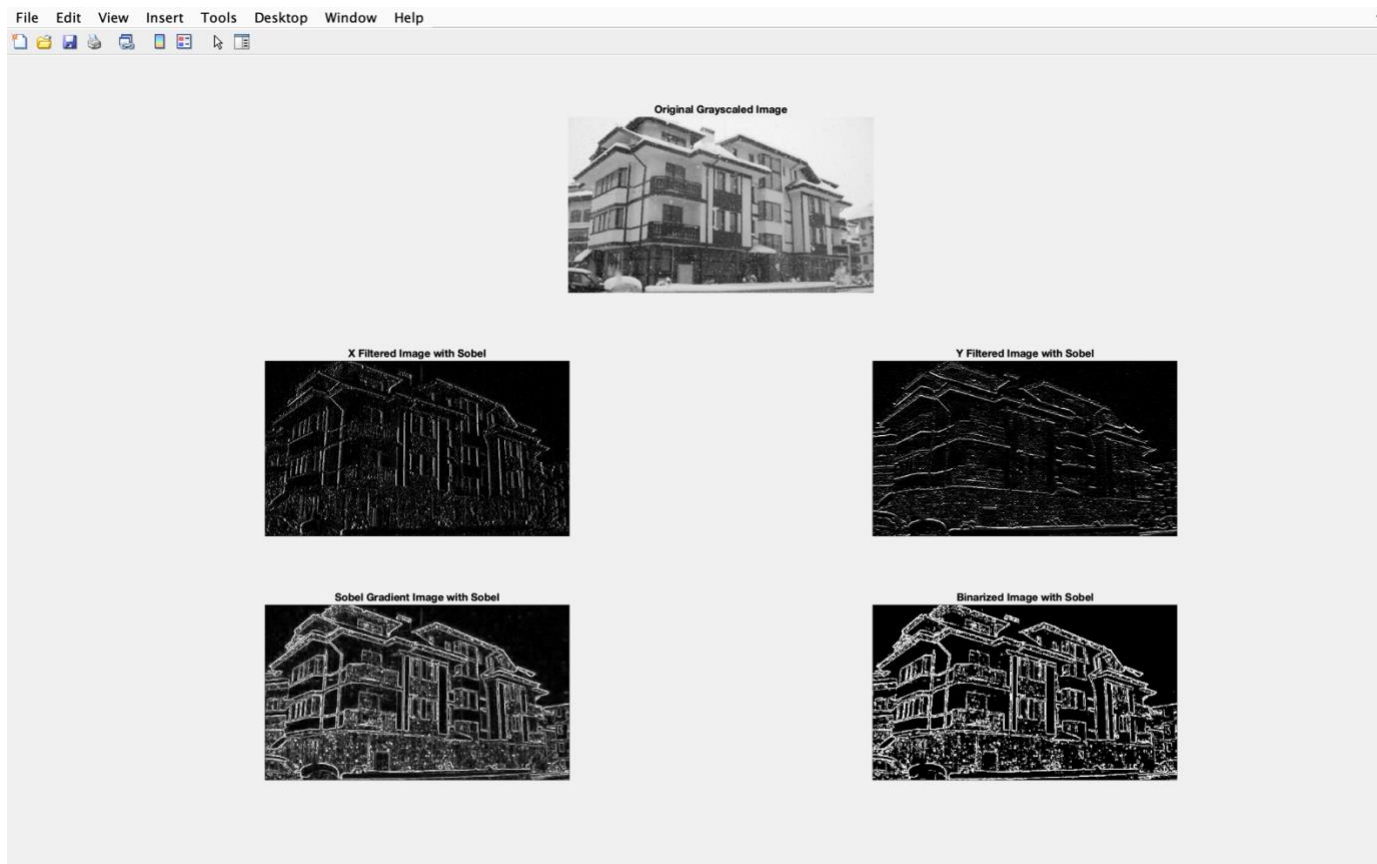 File Edit View Insert Tools Desktop Window Help
Original Grayscaled Image
X Filtered Image with Sobel
Y Filtered Image with Sobel
Sobel Gradient Image with Sobel
Binarized Image with Sobel